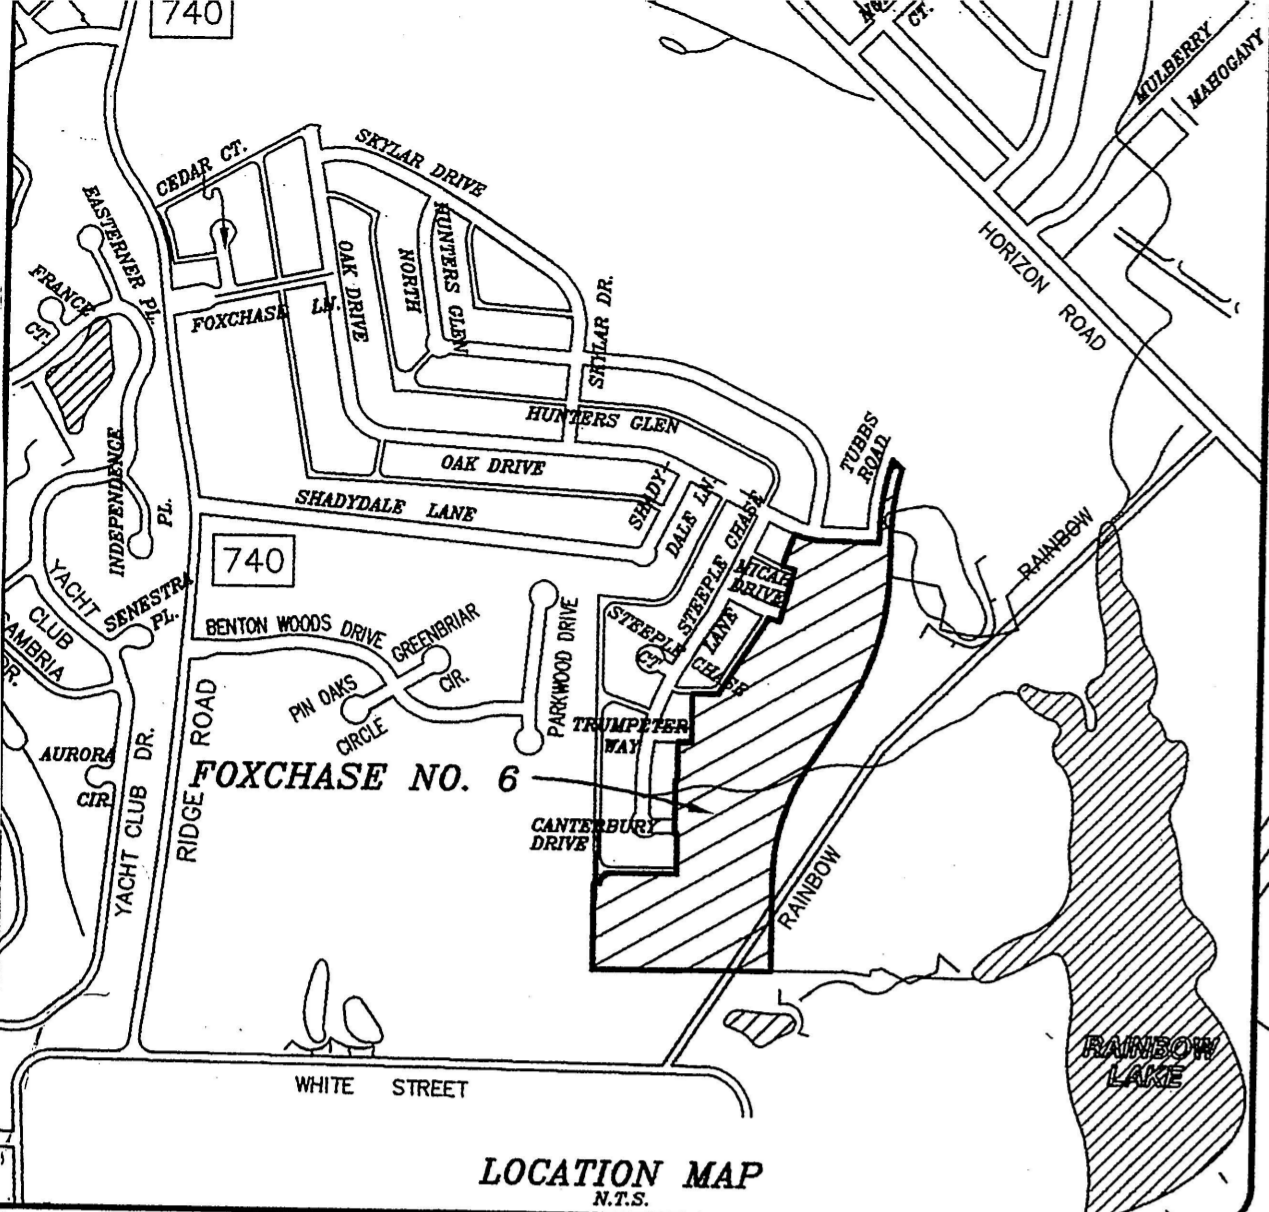 740
CT.
MULBERRY
MAHOGANY
CEDAR CT.
SKYLAR DRIVE
EASTERNER PL.
FRANCE
CT.
FOXCHASE LN.
OAK DRIVE
NORTH
HUNTERS GLEN
SKYLAR DR.
HORIZON ROAD
HUNTERS GLEN
TUBBS
ROAD
OAK DRIVE
SHADY-
DALE LN.
SHADYDALE LANE
INDEPENDENCE
PL.
740
STEEPLE CHASE
MICAH
DRIVE
RAINBOW
YACHT
CLUB
SENESTRA
PL.
CAMBRIA
DR.
BENTON WOODS DRIVE
GREENBRIAR
CIR.
PIN OAKS
CIRCLE
PARKWOOD DRIVE
STEEPLE
CT
LANE
CHASE
TRUMPETER
WAY
AURORA
CIR.
YACHT CLUB DR.
RIDGE ROAD
FOXCHASE NO. 6
CANTERBURY
DRIVE
RAINBOW
RAINBOW
LAKE
WHITE STREET
LOCATION MAP
N.T.S.